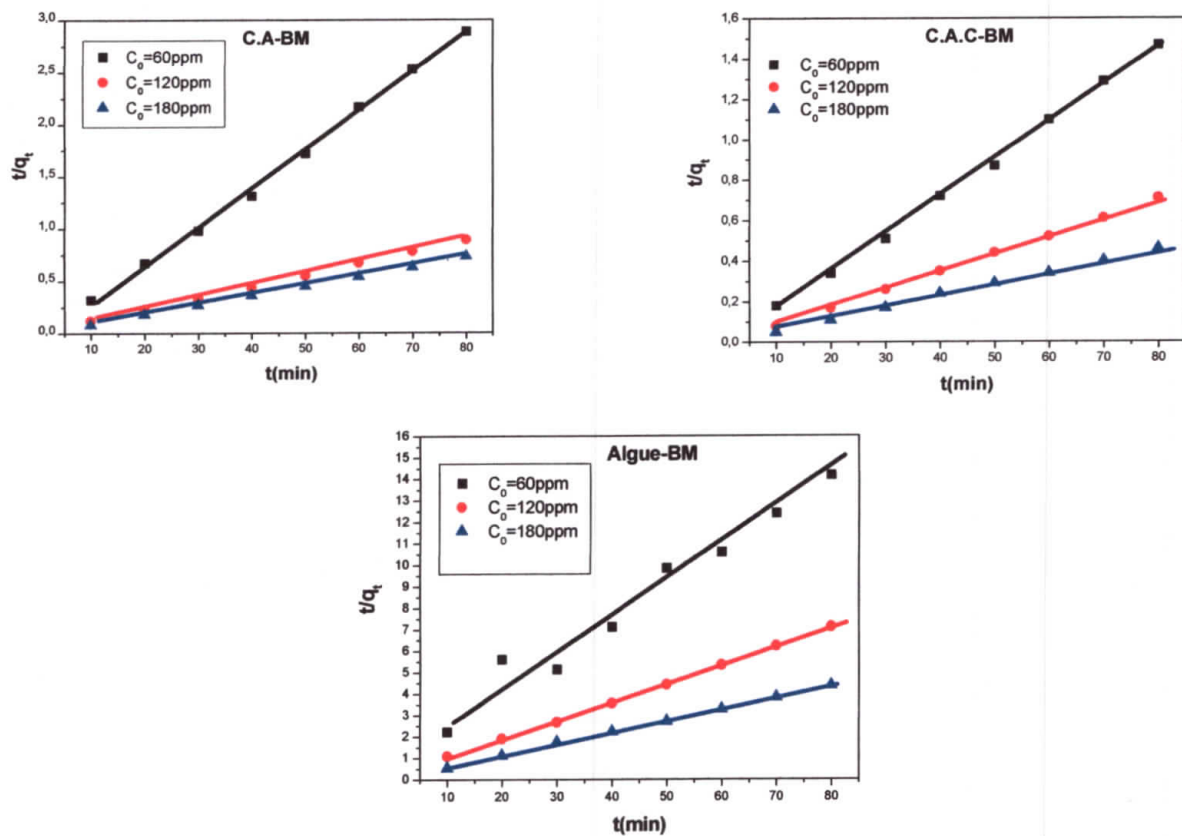 C.A-BM
C₀=60ppm
C₀=120ppm
C₀=180ppm
t/qₜ
3,0
2,5
2,0
1,5
1,0
0,5
0,0
10 20 30 40 50 60 70 80
t(min)
C.A.C-BM
C₀=60ppm
C₀=120ppm
C₀=180ppm
t/qₜ
1,6
1,4
1,2
1,0
0,8
0,6
0,4
0,2
0,0
10 20 30 40 50 60 70 80
t(min)
Algue-BM
C₀=60ppm
C₀=120ppm
C₀=180ppm
t/qₜ
16
15
14
13
12
11
10
9
8
7
6
5
4
3
2
1
0
10 20 30 40 50 60 70 80
t(min)